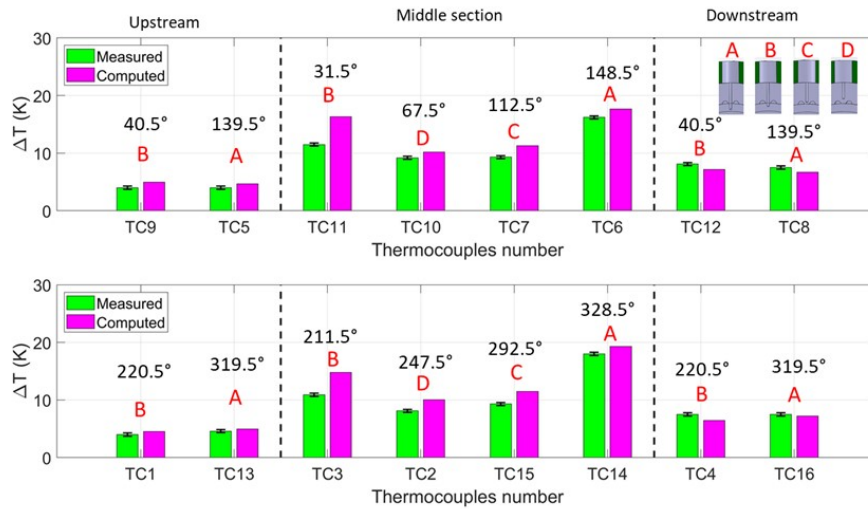 Upstream Middle section Downstream
30
Measured
Computed
A B C D
31.5° 148.5°
B A
20
67.5° 112.5°
40.5° 139.5° D C 40.5° 139.5°
B A B A
10
0
ΔT (K)
TC9 TC5 TC11 TC10 TC7 TC6 TC12 TC8
Thermocouples number
30
Measured
Computed
328.5°
A
211.5°
B
20
247.5° 292.5°
D C
220.5° 319.5° 220.5° 319.5°
B A B A
10
0
ΔT (K)
TC1 TC13 TC3 TC2 TC15 TC14 TC4 TC16
Thermocouples number